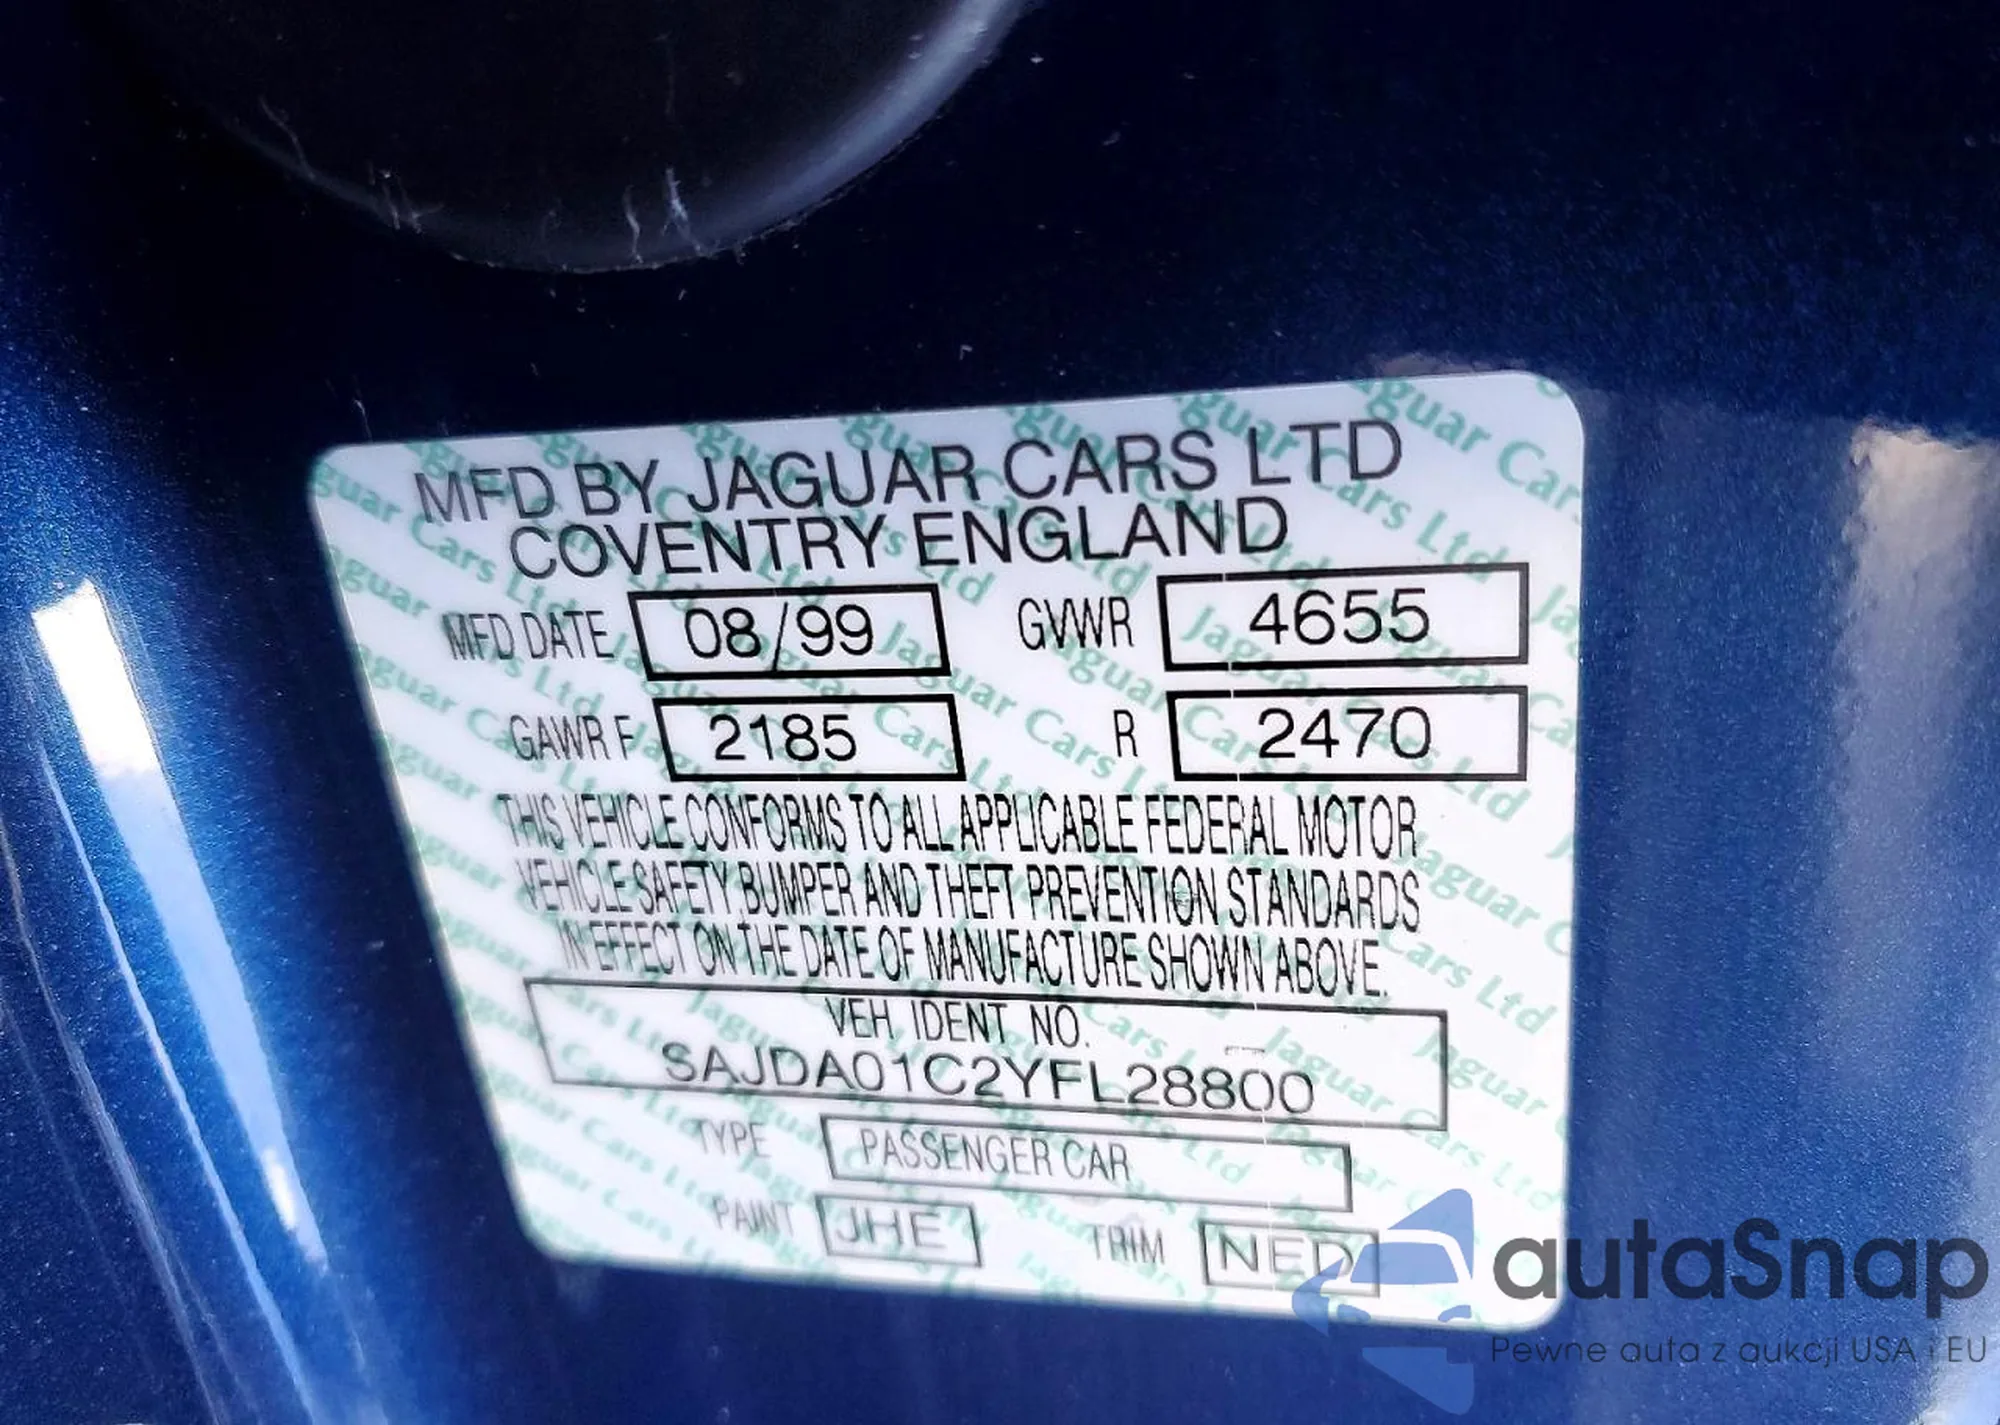 MFD BY JAGUAR CARS LTD
COVENTRY ENGLAND
MFD DATE 08/99 GVWR 4655
GAWR F 2185 R 2470
THIS VEHICLE CONFORMS TO ALL APPLICABLE FEDERAL MOTOR
VEHICLE SAFETY, BUMPER AND THEFT PREVENTION STANDARDS
IN EFFECT ON THE DATE OF MANUFACTURE SHOWN ABOVE.
VEH IDENT NO.
SAJDA01C2YFL28800
TYPE PASSENGER CAR
PAINT JHE TRIM NED
autaSnap
Pewne auta z aukcji USA i EU